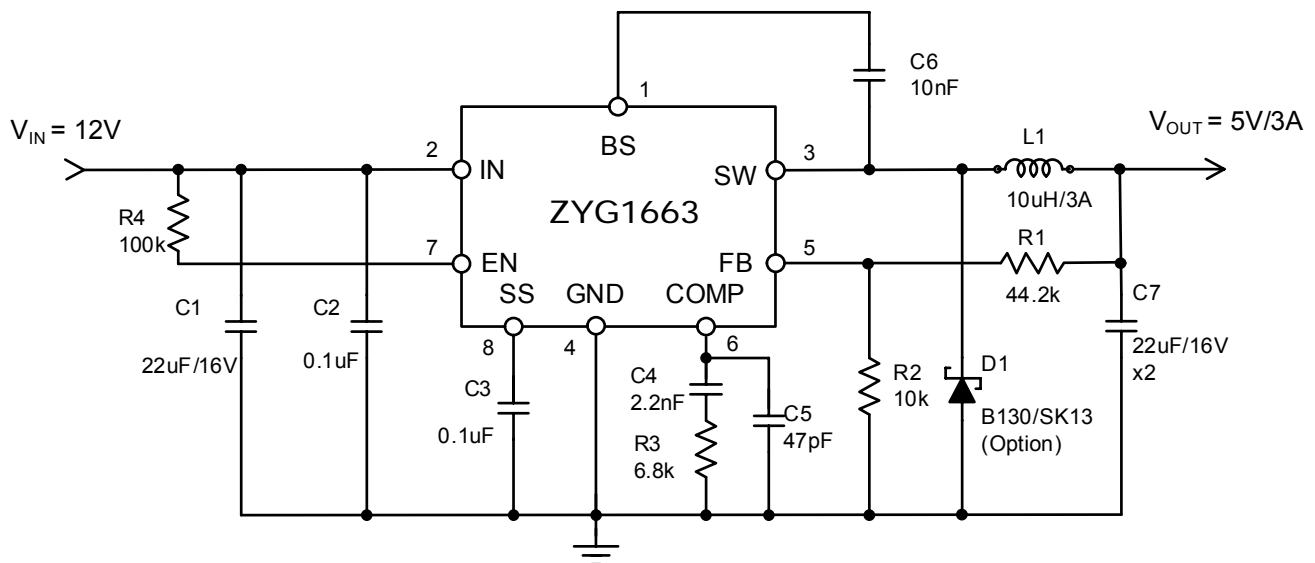 C6
10nF
1
V_IN = 12V
V_OUT = 5V/3A
BS
2
IN
SW
3
L1
10uH/3A
ZYG1663
R4
100k
7
EN
FB
5
R1
44.2k
SS
GND
COMP
C1
22uF/16V
C2
0.1uF
8
4
6
C7
22uF/16V
x2
C3
0.1uF
C4
2.2nF
R3
6.8k
C5
47pF
R2
10k
D1
B130/SK13
(Option)